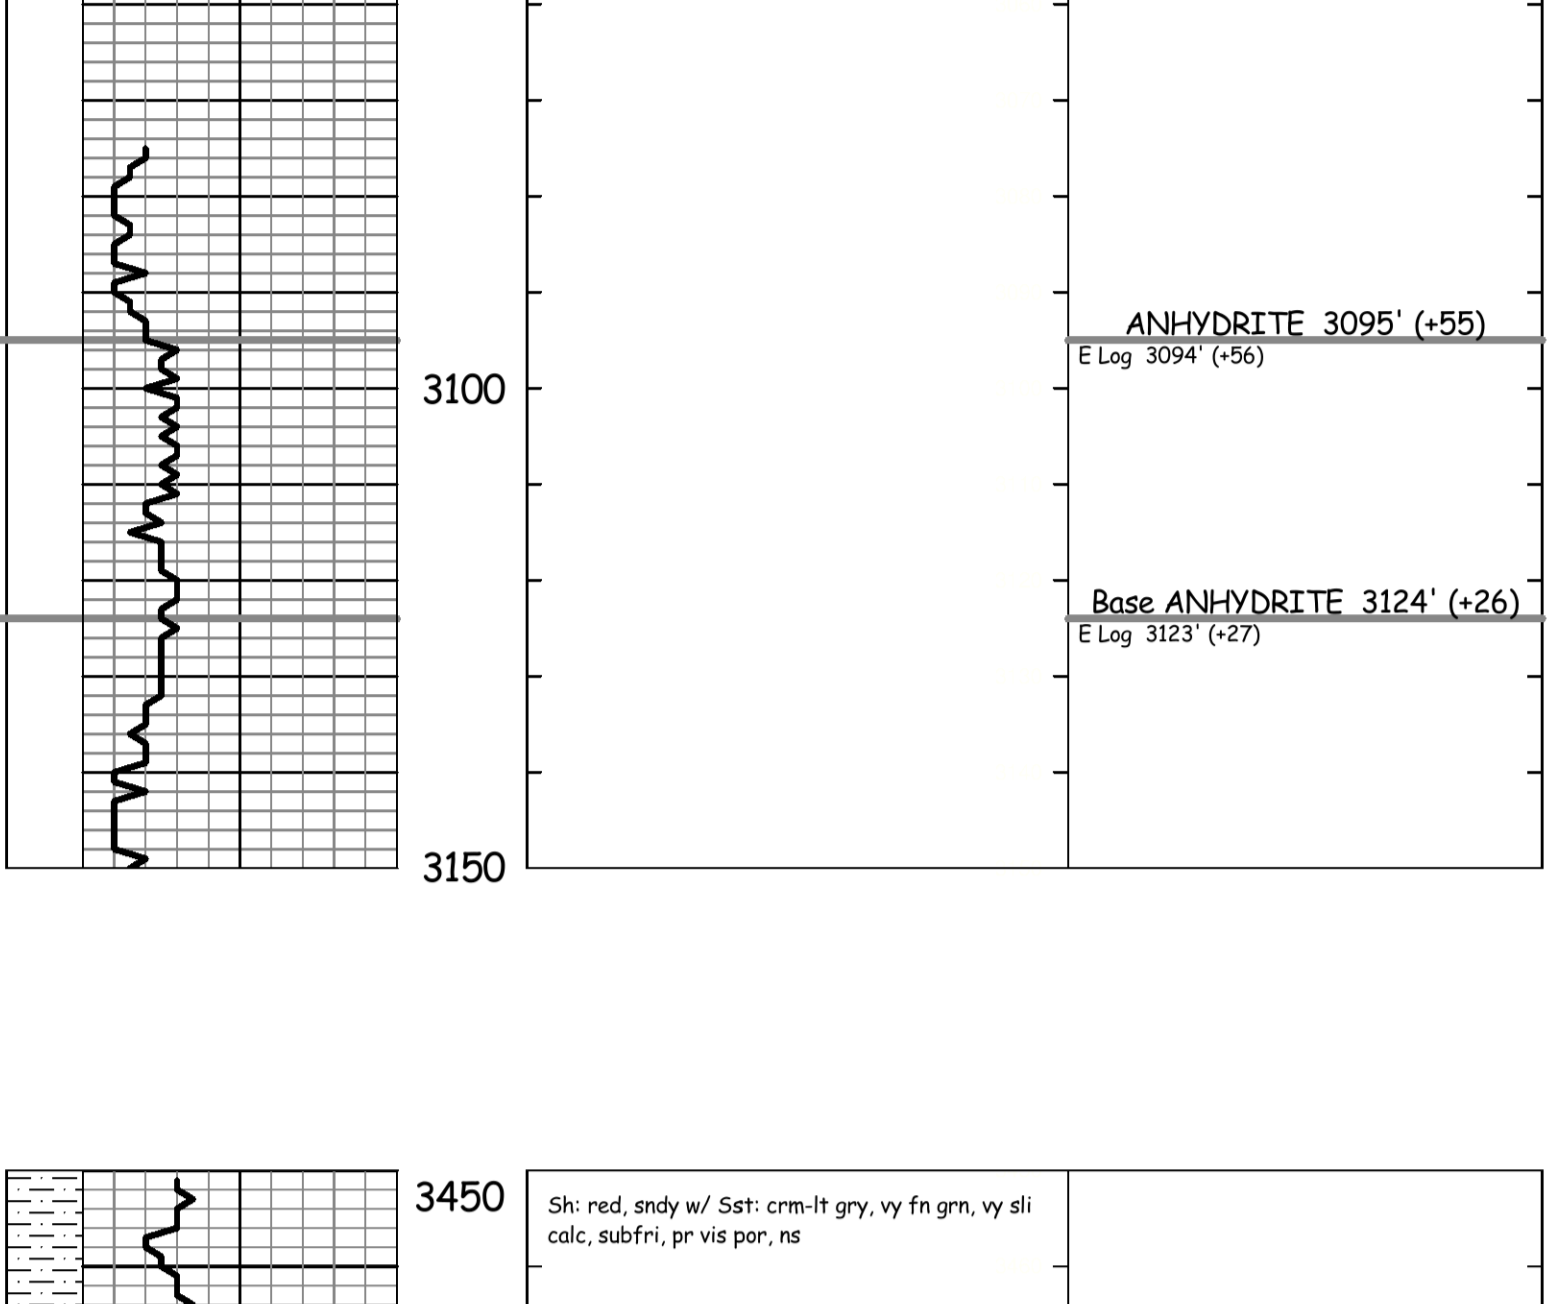 ANHYDRITE 3095' (+55)
E Log 3094' (+56)
3100
Base ANHYDRITE 3124' (+26)
E Log 3123' (+27)
3150
3450
Sh: red, sndy w/ Sst: crm-lt gry, vy fn grn, vy sli
calc, subfri, pr vis por, ns